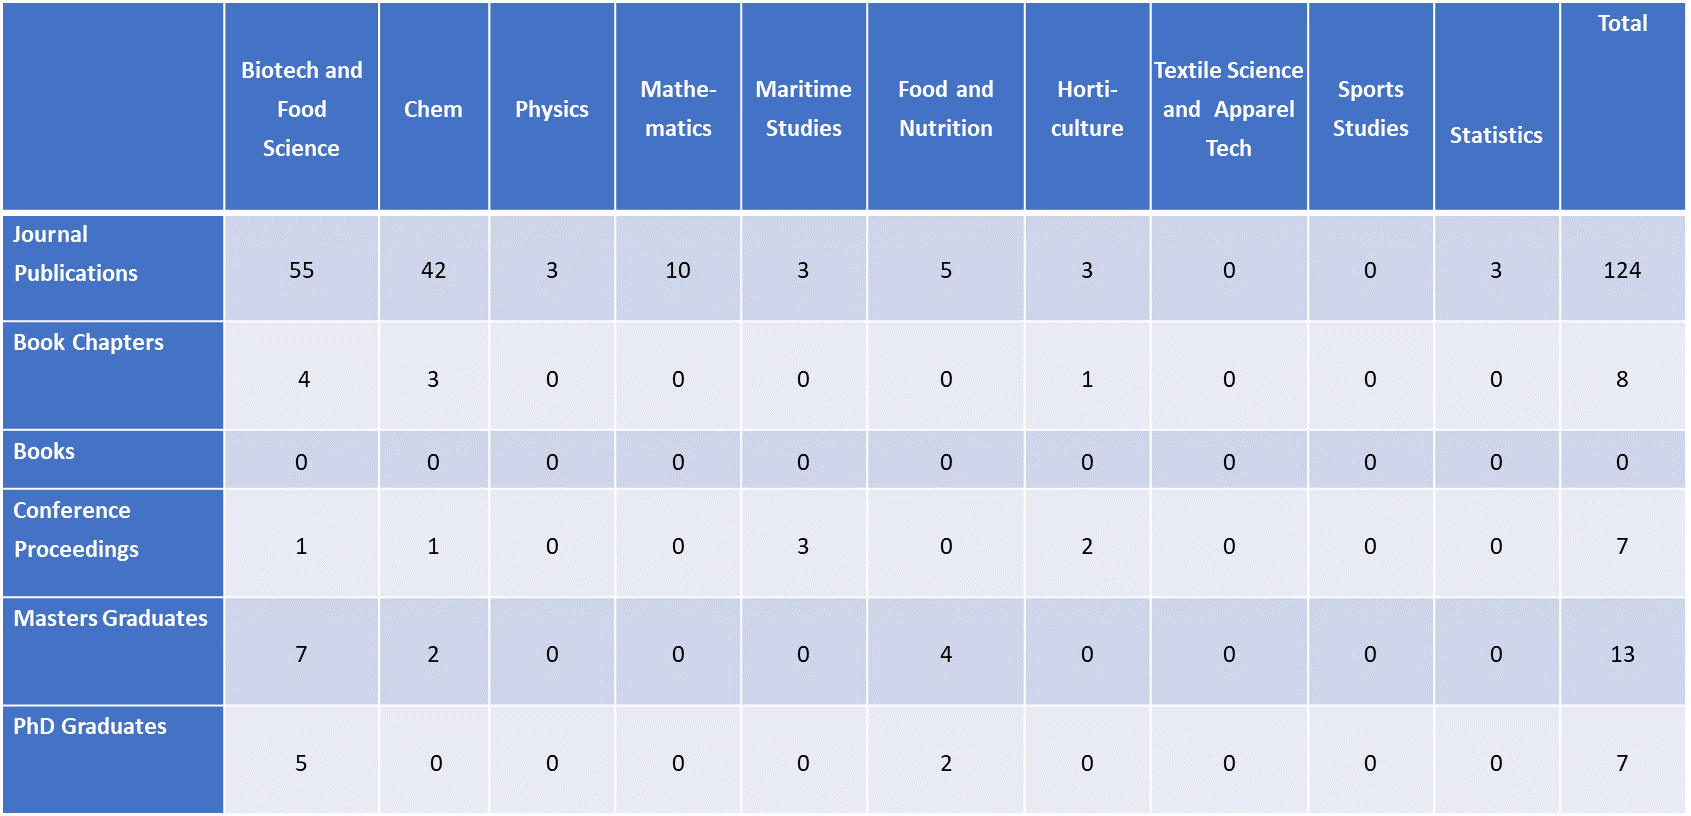 Biotech and
Food
Science
Chem
Physics
Mathe-
matics
Maritime
Studies
Food and
Nutrition
Horti-
culture
Textile Science
and Apparel
Tech
Sports
Studies
Statistics
Total
Journal
Publications
55 42 3 10 3 5 3 0 0 3 124
Book Chapters
4 3 0 0 0 0 1 0 0 0 8
Books
0 0 0 0 0 0 0 0 0 0 0
Conference
Proceedings
1 1 0 0 3 0 2 0 0 0 7
Masters Graduates
7 2 0 0 0 4 0 0 0 0 13
PhD Graduates
5 0 0 0 0 2 0 0 0 0 7